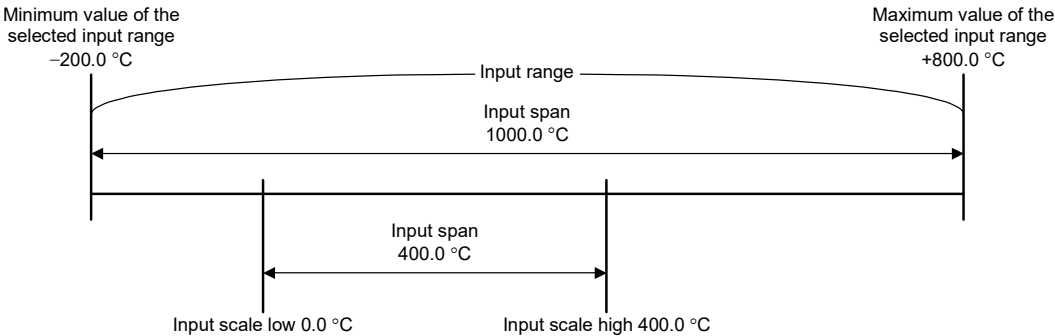 Minimum value of the
selected input range
−200.0 °C
Maximum value of the
selected input range
+800.0 °C
Input range
Input span
1000.0 °C
Input span
400.0 °C
Input scale low 0.0 °C
Input scale high 400.0 °C